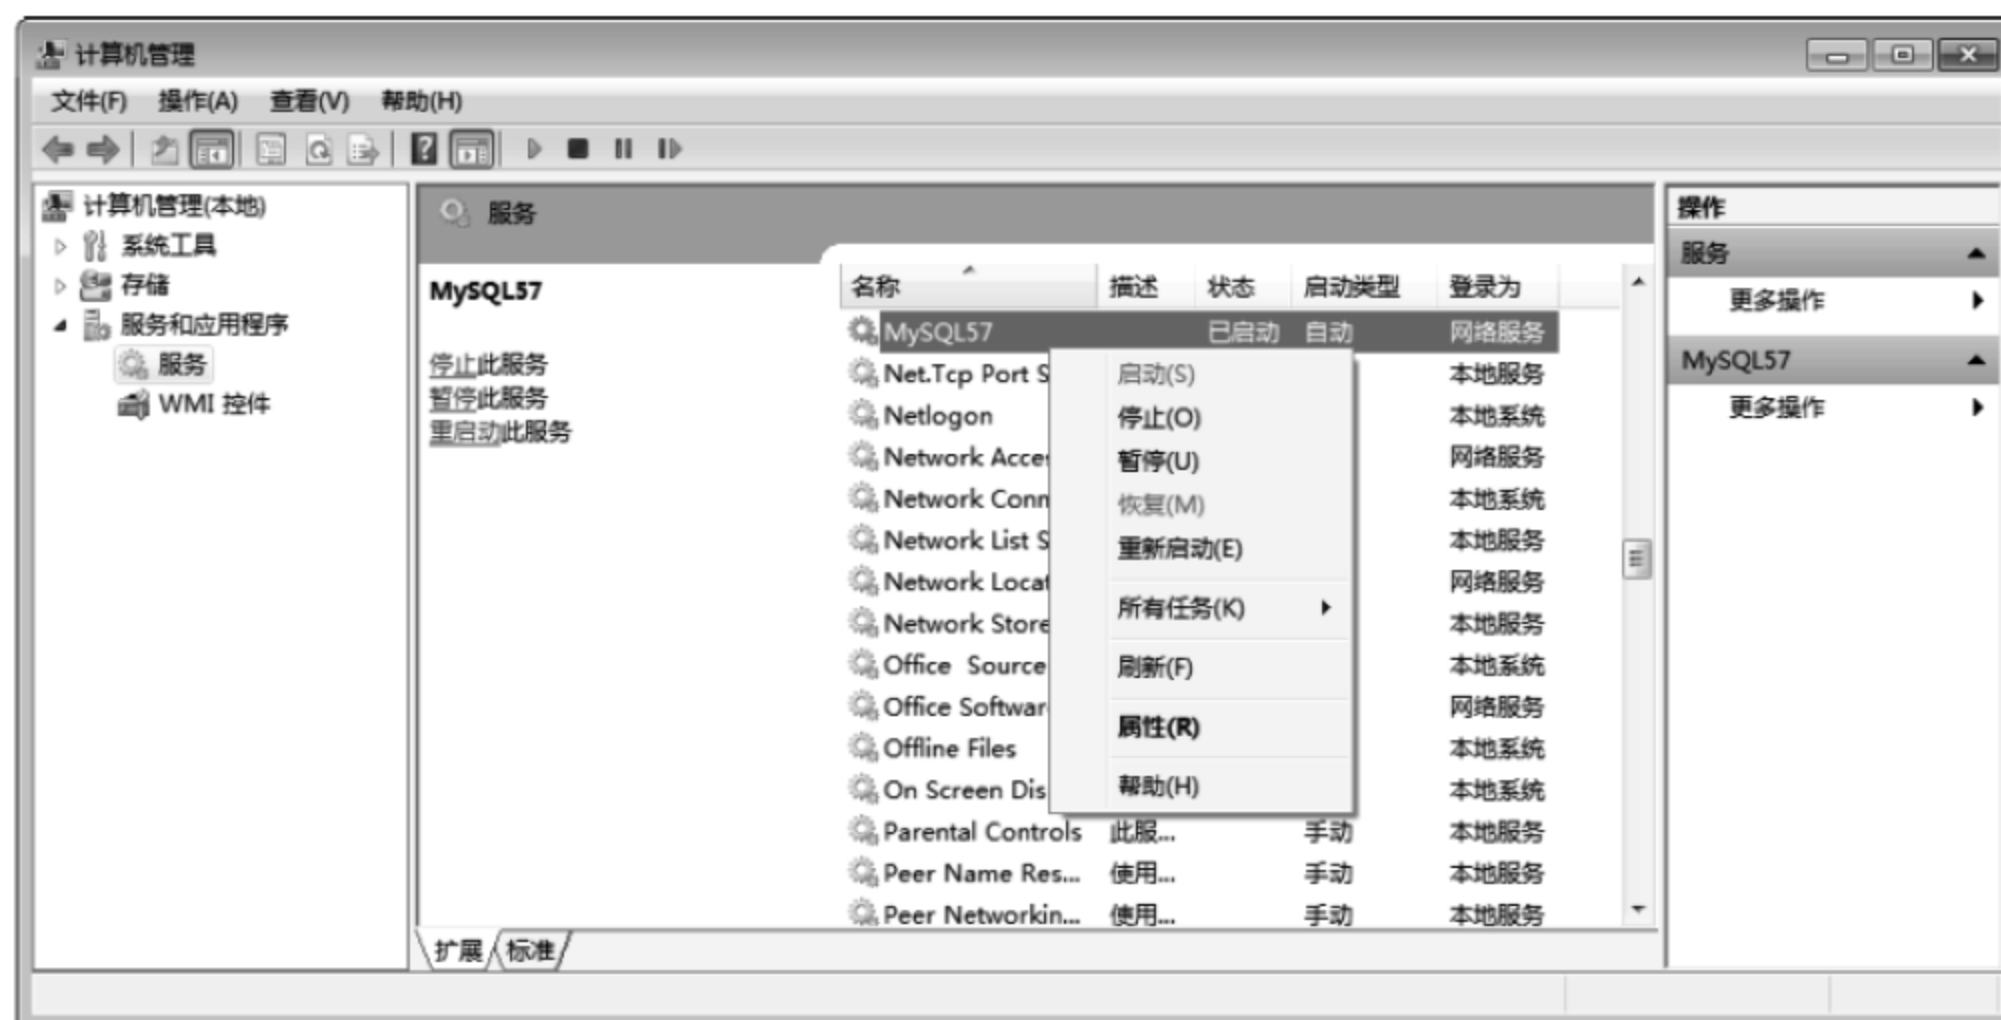 计算机管理
文件(F) 操作(A) 查看(V) 帮助(H)
计算机管理(本地)
系统工具
存储
服务和应用程序
服务
WMI 控件
服务
MySQL57
停止此服务
暂停此服务
重启动此服务
名称 描述 状态 启动类型 登录为
MySQL57 已启动 自动 网络服务
Net.Tcp Port S 本地服务
Netlogon 本地系统
Network Acce 网络服务
Network Conn 本地系统
Network List S 本地服务
Network Locat 网络服务
Network Store 本地服务
Office Source 本地系统
Office Softwar 网络服务
Offline Files 本地系统
On Screen Dis 本地系统
Parental Controls 此服... 手动 本地服务
Peer Name Res... 使用... 手动 本地服务
Peer Networkin... 使用... 手动 本地服务
启动(S)
停止(O)
暂停(U)
恢复(M)
重新启动(E)
所有任务(K)
刷新(F)
属性(R)
帮助(H)
扩展 标准
操作
服务
更多操作
MySQL57
更多操作